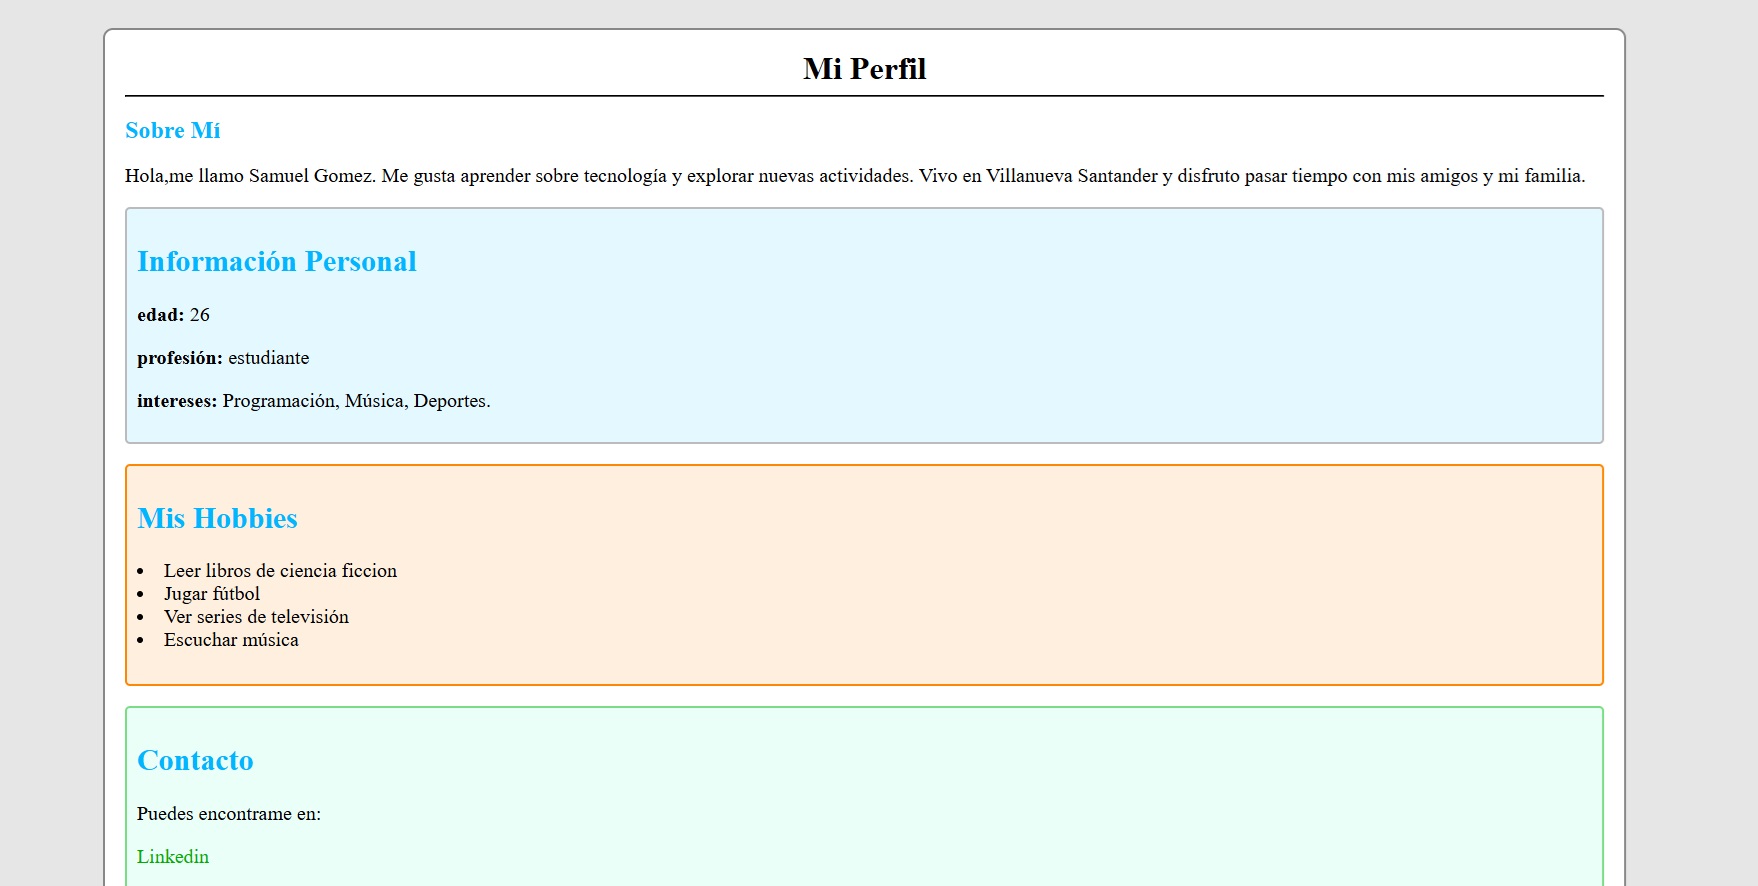 Mi Perfil
Sobre Mí
Hola,me llamo Samuel Gomez. Me gusta aprender sobre tecnología y explorar nuevas actividades. Vivo en Villanueva Santander y disfruto pasar tiempo con mis amigos y mi familia.
Información Personal
edad: 26
profesión: estudiante
intereses: Programación, Música, Deportes.
Mis Hobbies
Leer libros de ciencia ficcion
Jugar fútbol
Ver series de televisión
Escuchar música
Contacto
Puedes encontrame en:
Linkedin